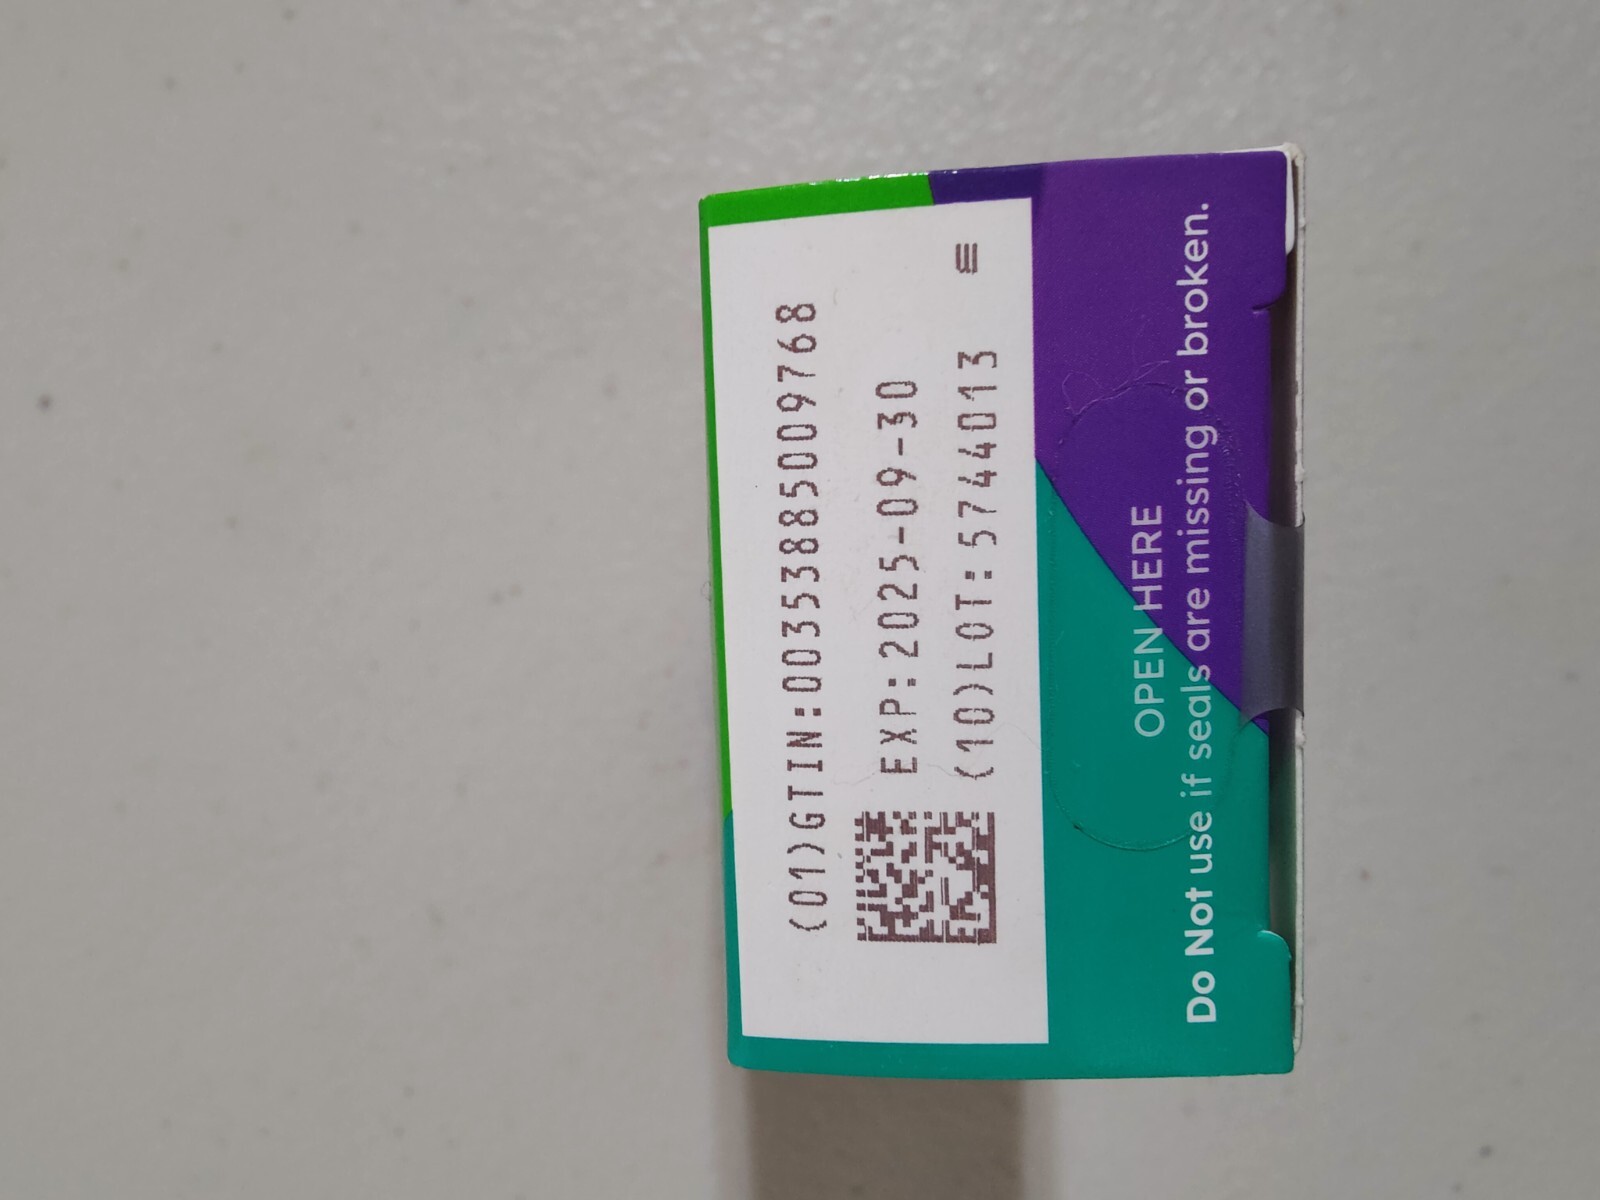 (01)GTIN:00353885009768
EXP:2025-09-30
(10)LOT:5744013 E
OPEN HERE
Do Not use if seals are missing or broken.